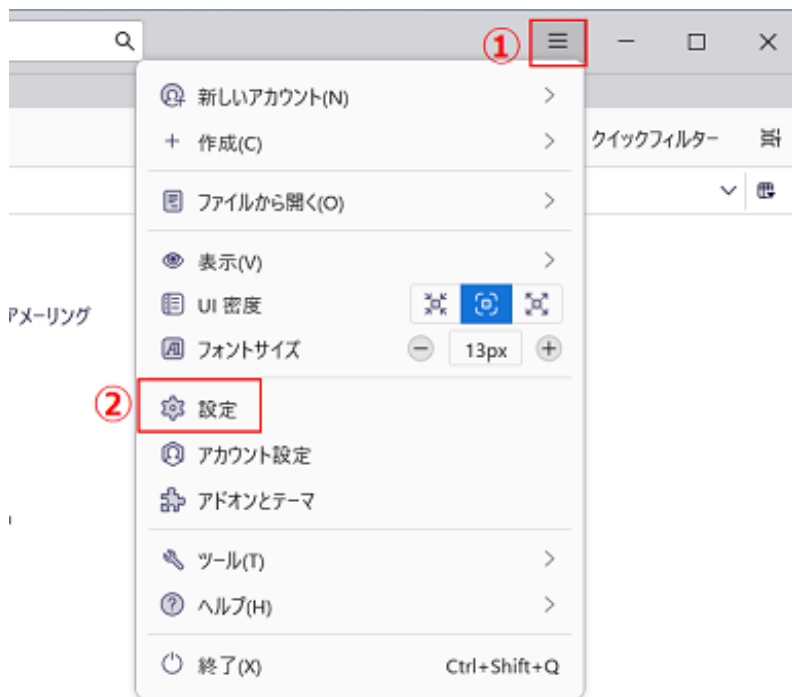 ①
新しいアカウント(N)
作成(C)
クイックフィルター
ファイルから開く(O)
表示(V)
UI 密度
アメーリング
フォントサイズ
13px
② 設定
アカウント設定
アドオンとテーマ
ツール(T)
ヘルプ(H)
終了(X) Ctrl+Shift+Q